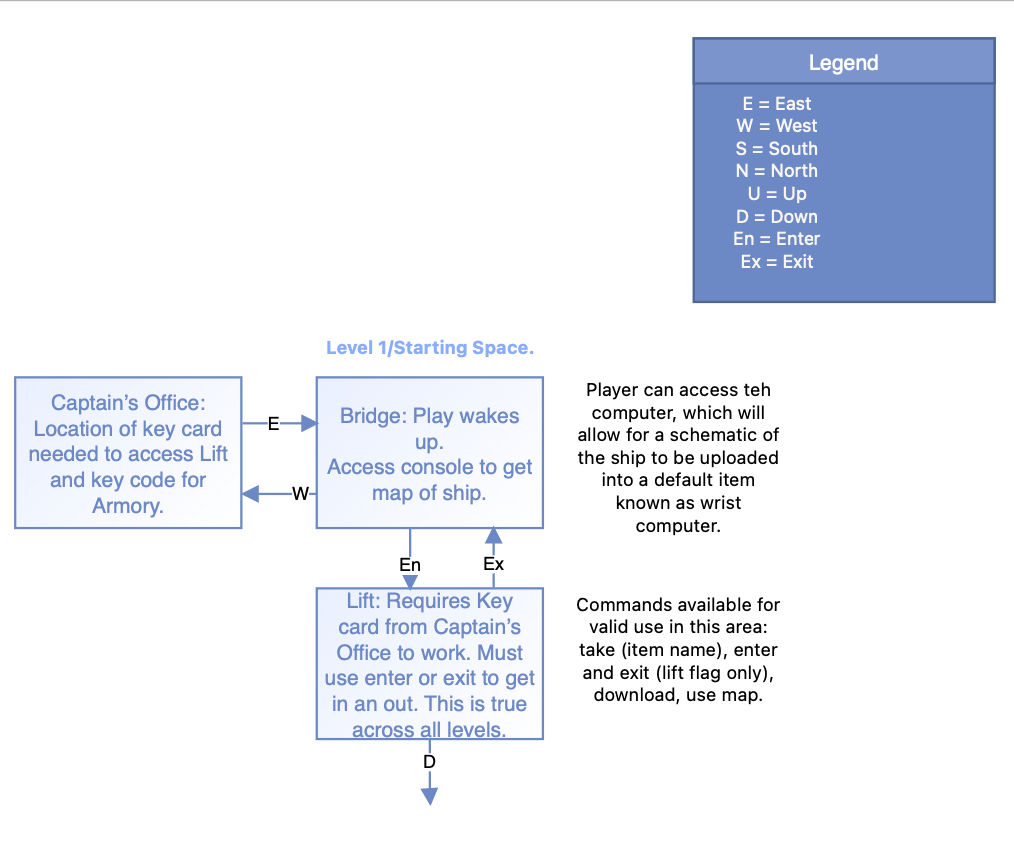 Legend
E = East
W = West
S = South
N = North
U = Up
D = Down
En = Enter
Ex = Exit
Level 1/Starting Space.
Captain's Office:
Location of key card
needed to access Lift
and key code for
Armory.
E
W
Bridge: Play wakes
up.
Access console to get
map of ship.
Player can access teh
computer, which will
allow for a schematic of
the ship to be uploaded
into a default item
known as wrist
computer.
En
Ex
Lift: Requires Key
card from Captain's
Office to work. Must
use enter or exit to get
in an out. This is true
across all levels.
Commands available for
valid use in this area:
take (item name), enter
and exit (lift flag only),
download, use map.
D